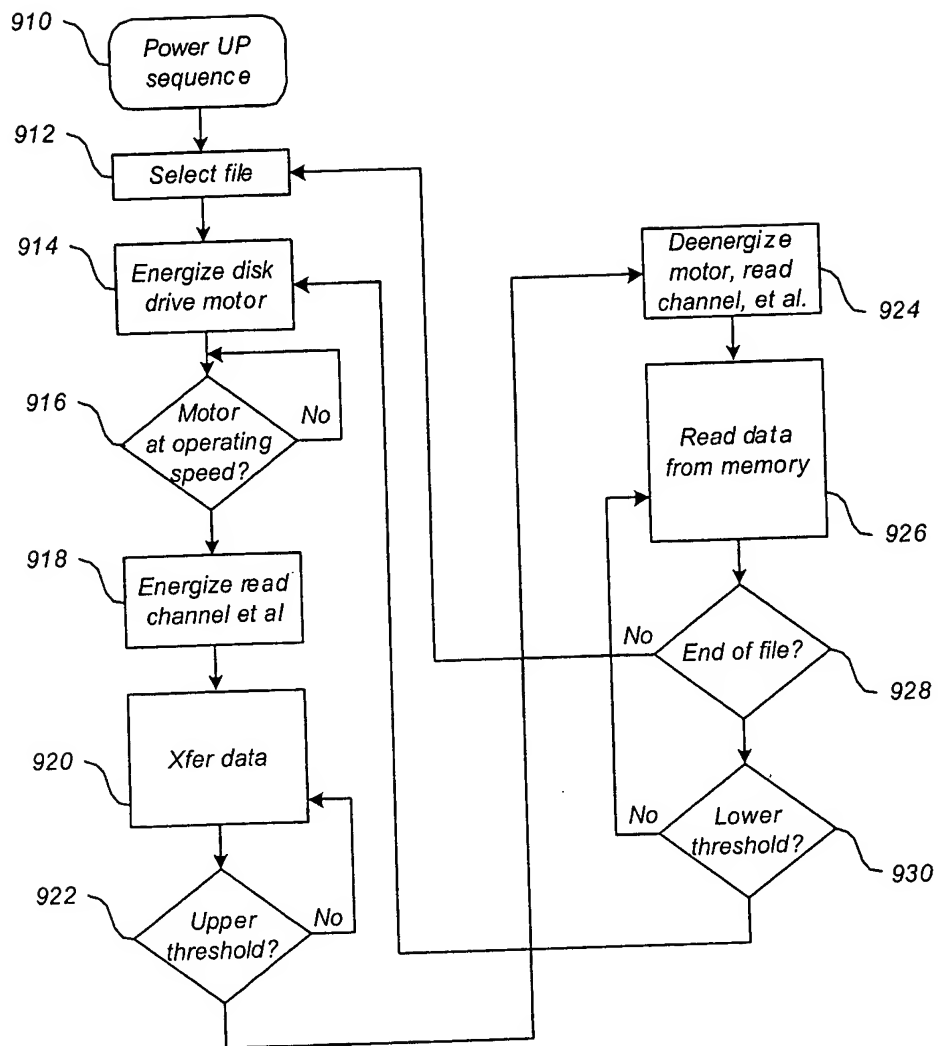 910
Power UP
sequence
912
Select file
914
Energize disk
drive motor
916
Motor
at operating
speed?
No
918
Energize read
channel et al
920
Xfer data
922
Upper
threshold?
No
Deenergize
motor, read
channel, et al.
924
Read data
from memory
926
No
End of file?
928
No
Lower
threshold?
930